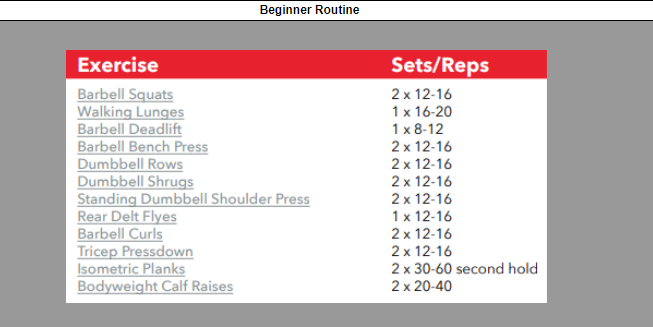 Beginner Routine
Exercise Sets/Reps
Barbell Squats 2 x 12-16
Walking Lunges 1 x 16-20
Barbell Deadlift 1 x 8-12
Barbell Bench Press 2 x 12-16
Dumbbell Rows 2 x 12-16
Dumbbell Shrugs 2 x 12-16
Standing Dumbbell Shoulder Press 2 x 12-16
Rear Delt Flyes 1 x 12-16
Barbell Curls 2 x 12-16
Tricep Pressdown 2 x 12-16
Isometric Planks 2 x 30-60 second hold
Bodyweight Calf Raises 2 x 20-40